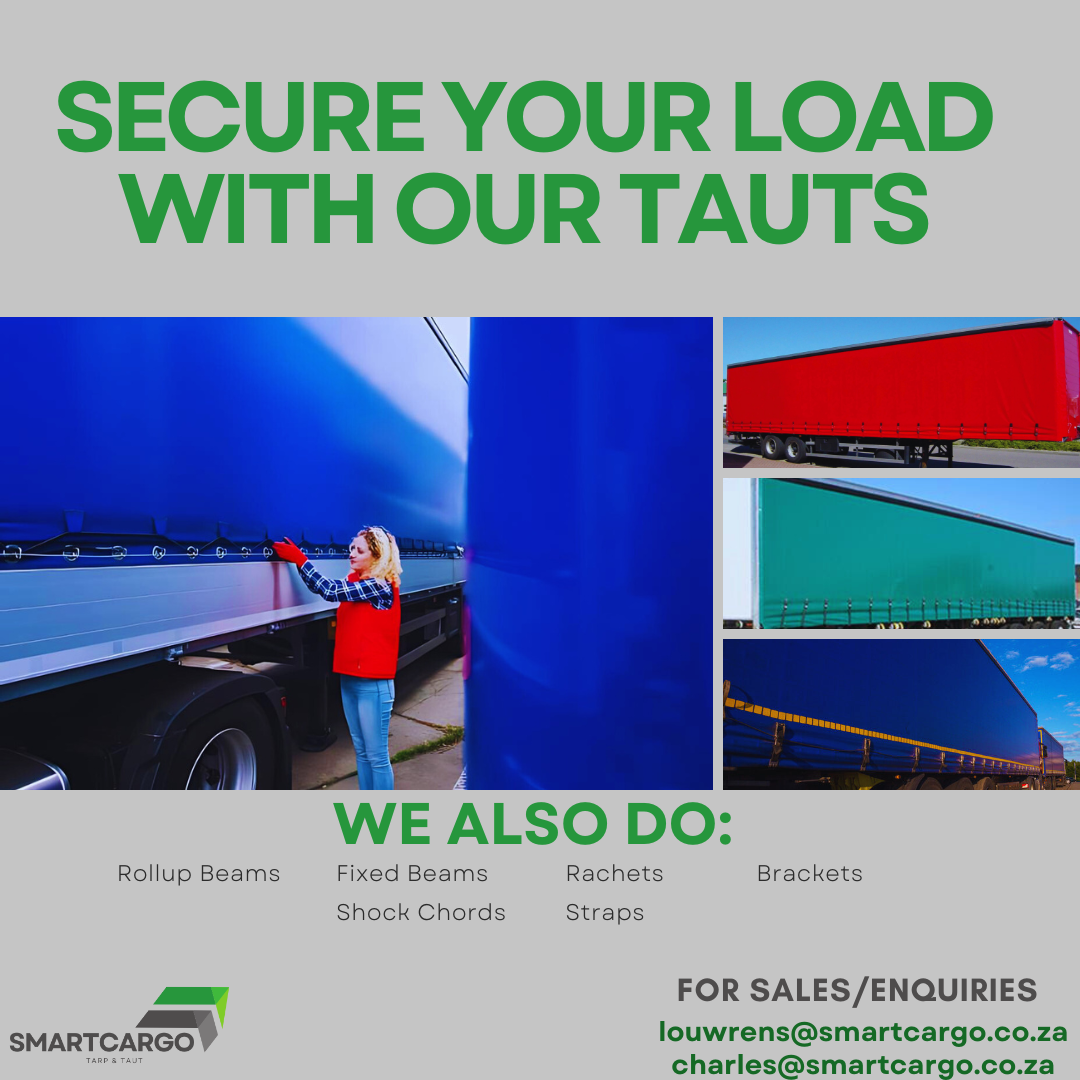 SECURE YOUR LOAD
WITH OUR TAUTS
WE ALSO DO:
Rollup Beams Fixed Beams Rachets Brackets
Shock Chords Straps
FOR SALES/ENQUIRIES
louwrens@smartcargo.co.za
charles@smartcargo.co.za
SMARTCARGO
TARP & TAUT